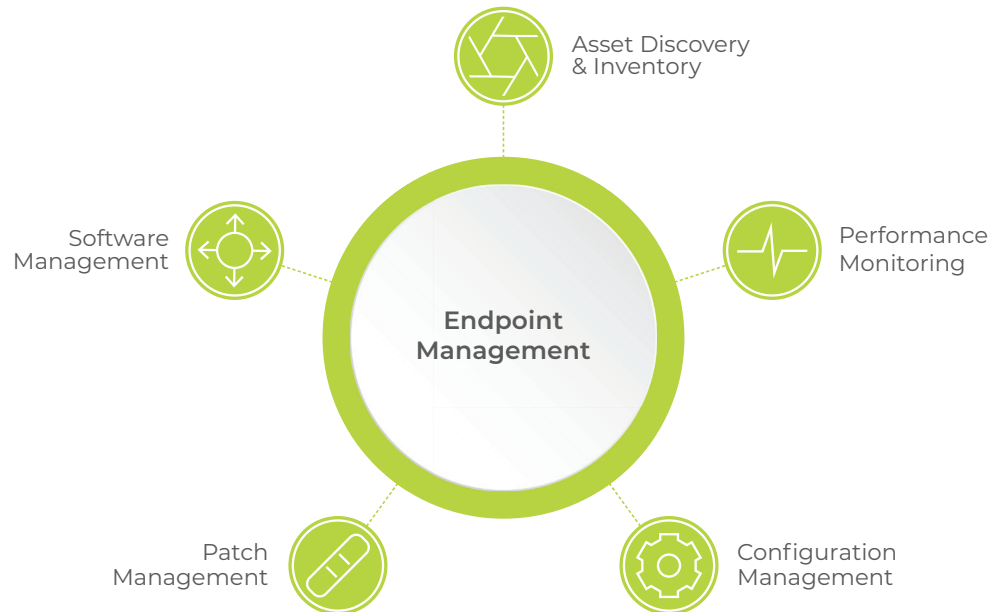 Asset Discovery
& Inventory
Software
Management
Performance
Monitoring
Endpoint
Management
Patch
Management
Configuration
Management